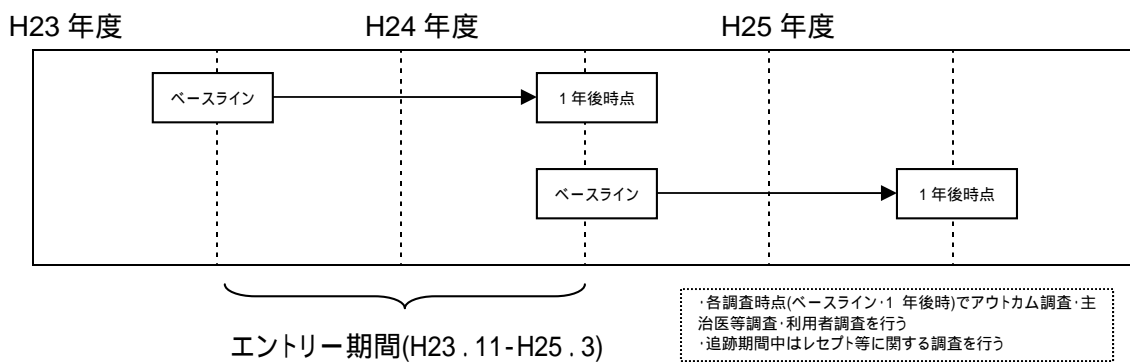 H23 年度 H24 年度 H25 年度
ベースライン 1 年後時点
ベースライン 1 年後時点
エントリー期間(H23 . 11 - H25 . 3)
･各調査時点(ベースライン･1 年後時)でアウトカム調査･主
治医等調査･利用者調査を行う
･追跡期間中はレセプト等に関する調査を行う